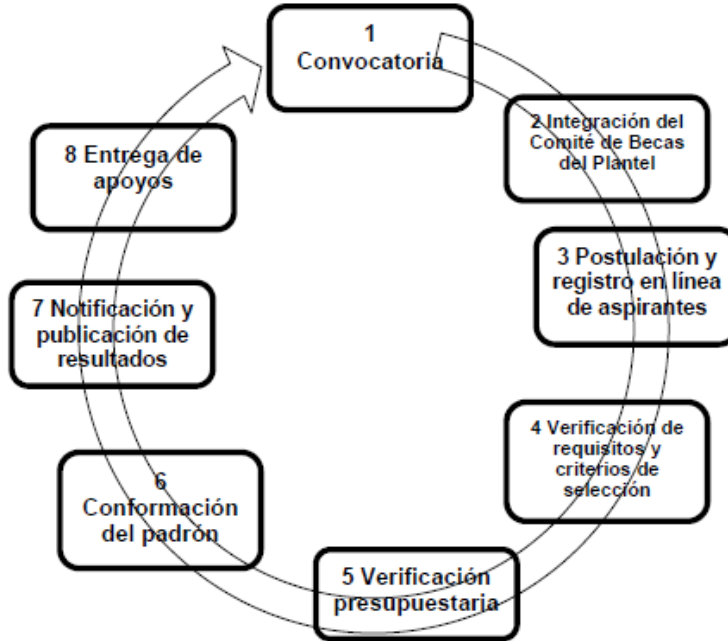 1
Convocatoria
2 Integración del
Comité de Becas
del Plantel
3 Postulación y
registro en línea
de aspirantes
4 Verificación de
requisitos y
criterios de
selección
5 Verificación
presupuestaria
6
Conformación
del padrón
7 Notificación y
publicación de
resultados
8 Entrega de
apoyos